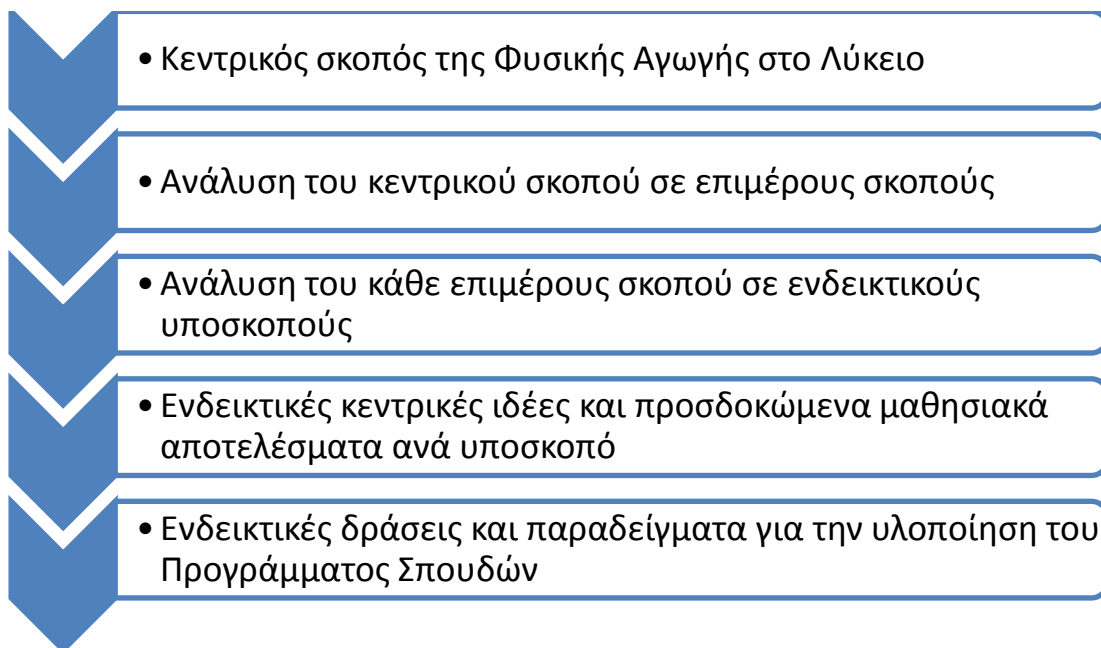 • Κεντρικός σκοπός της Φυσικής Αγωγής στο Λύκειο
• Ανάλυση του κεντρικού σκοπού σε επιμέρους σκοπούς
• Ανάλυση του κάθε επιμέρους σκοπού σε ενδεικτικούς
υποσκοπούς
• Ενδεικτικές κεντρικές ιδέες και προσδοκώμενα μαθησιακά
αποτελέσματα ανά υποσκοπό
• Ενδεικτικές δράσεις και παραδείγματα για την υλοποίηση του
Προγράμματος Σπουδών